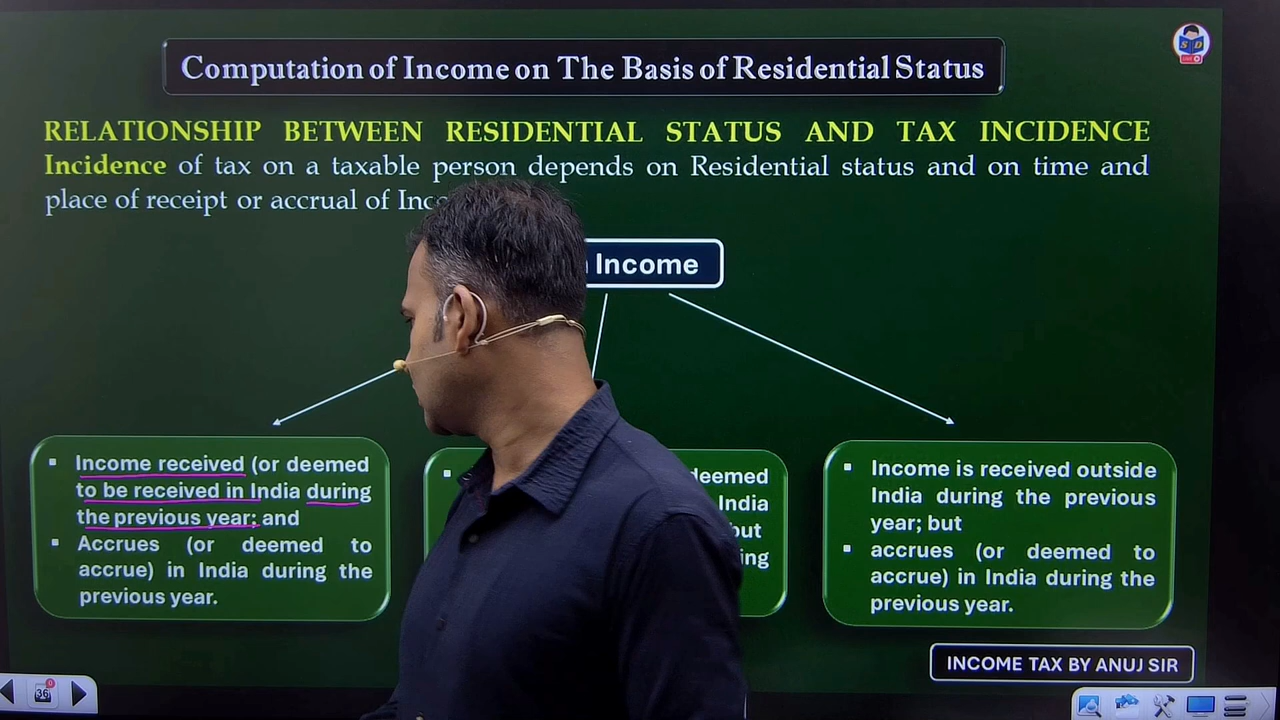 Computation of Income on The Basis of Residential Status
RELATIONSHIP BETWEEN RESIDENTIAL STATUS AND TAX INCIDENCE
Incidence of tax on a taxable person depends on Residential status and on time and
place of receipt or accrual of
Income
Income received (or deemed
to be received in India during
the previous year; and
Accrues (or deemed to
accrue) in India during the
previous year.
deemed
India
but
Income is received outside
India during the previous
year; but
accrues (or deemed to
accrue) in India during the
previous year.
INCOME TAX BY ANUJ SIR
36
0
S D